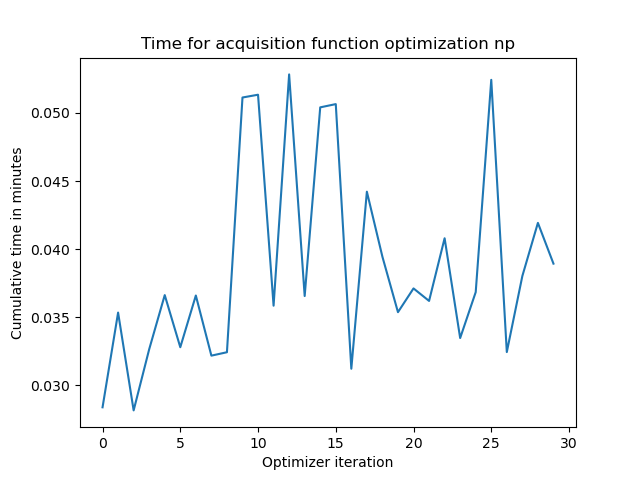 Time for acquisition function optimization np
Cumulative time in minutes
0.050
0.045
0.040
0.035
0.030
0 5 10 15 20 25 30
Optimizer iteration